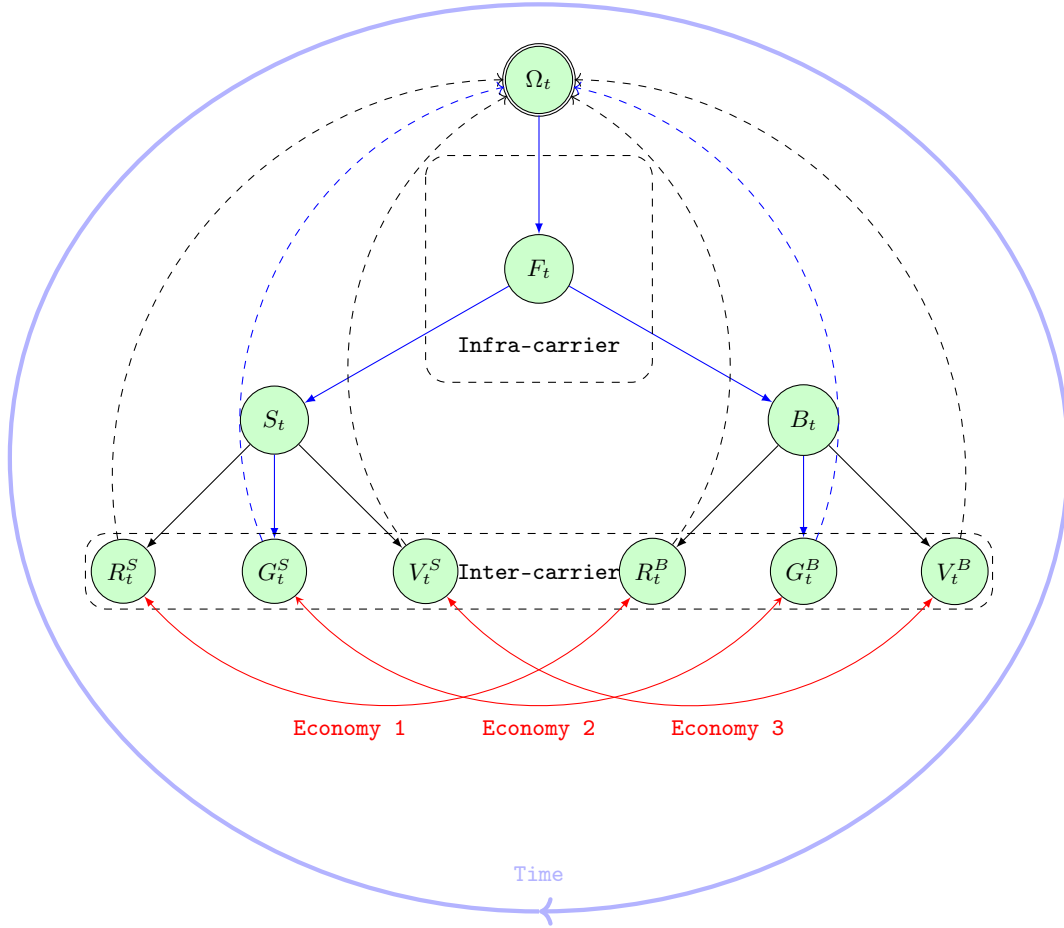 Ω_t
F_t
Infra-carrier
S_t
B_t
R_t^S
G_t^S
V_t^S
Inter-carrier
R_t^B
G_t^B
V_t^B
Economy 1
Economy 2
Economy 3
Time